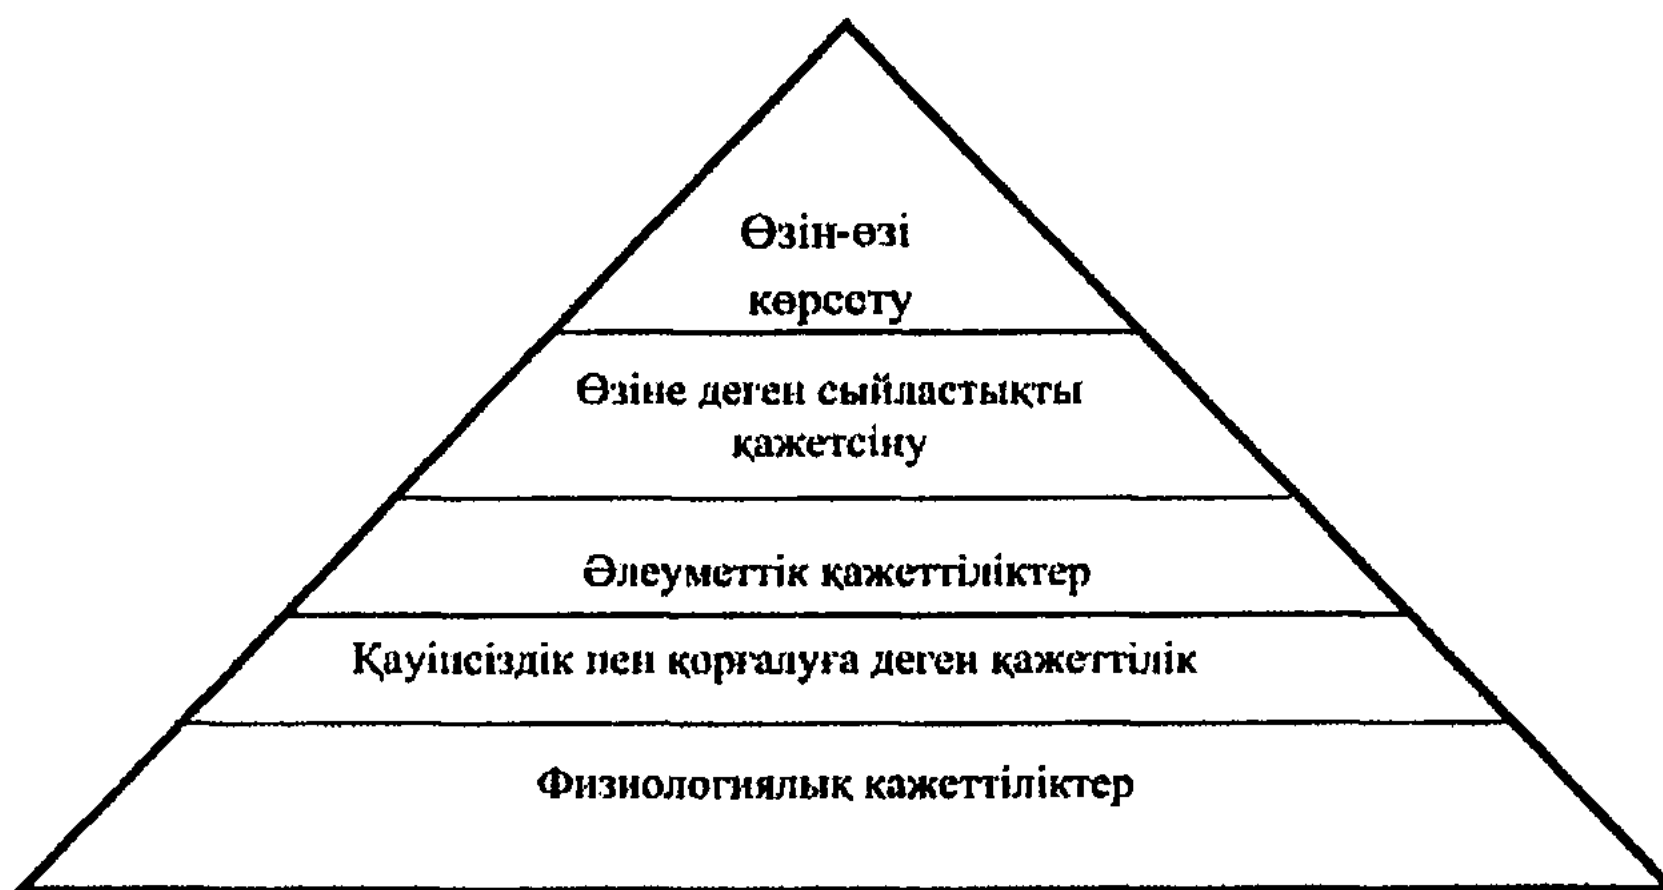 Өзін-өзі
көрсету
Өзіне деген сыйластықты
қажетсіну
Әлеуметтік қажеттіліктер
Қауіпсіздік пен қорғалуға деген қажеттілік
Физиологиялық қажеттіліктер